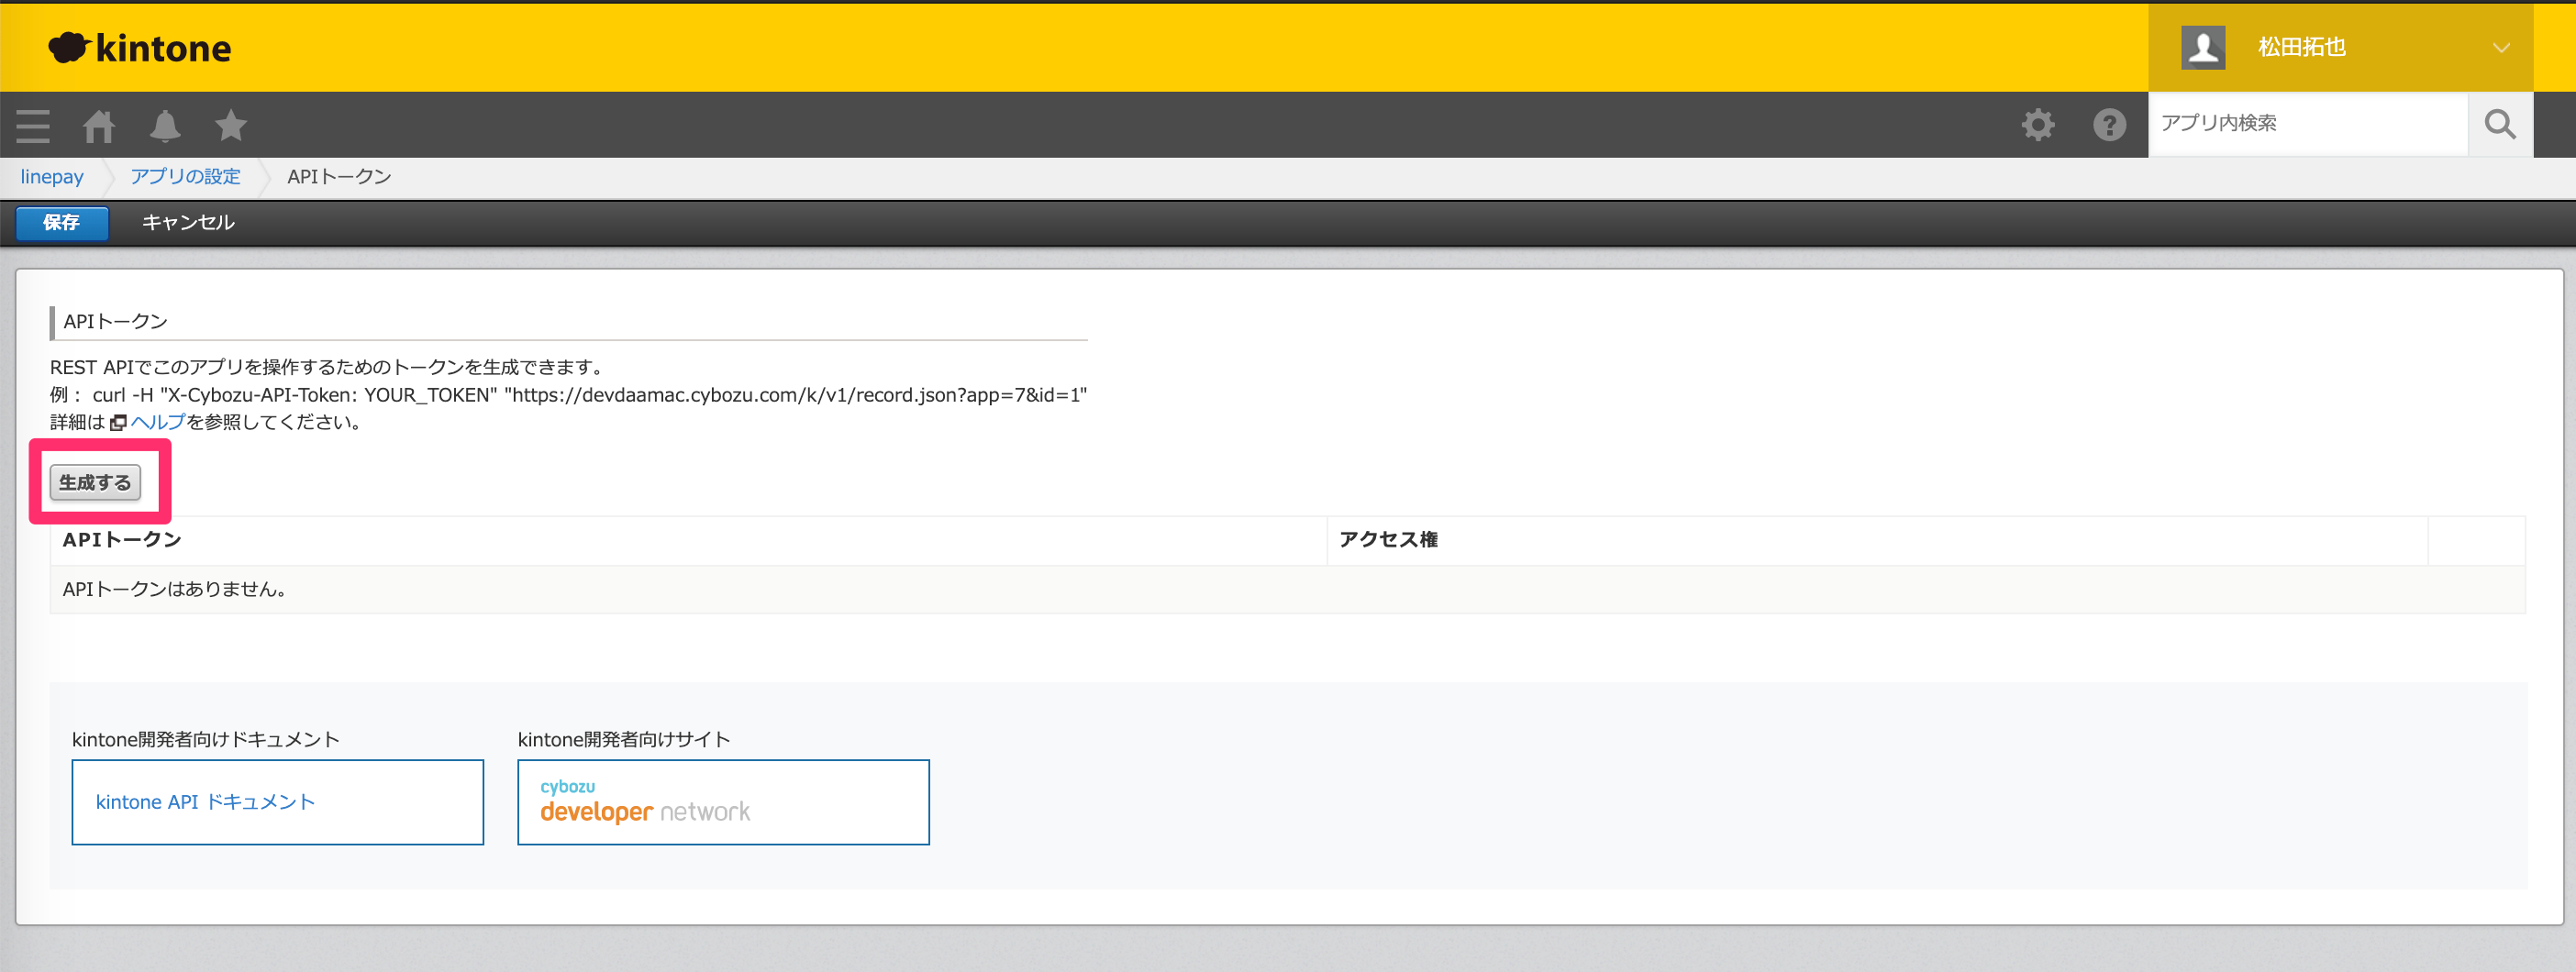 kintone
松田拓也
アプリ内検索
linepay
アプリの設定
APIトークン
保存
キャンセル
APIトークン
REST APIでこのアプリを操作するためのトークンを生成できます。
例： curl -H "X-Cybozu-API-Token: YOUR_TOKEN" "https://devdaamac.cybozu.com/k/v1/record.json?app=7&id=1"
詳細は ヘルプを参照してください。
生成する
APIトークン
アクセス権
APIトークンはありません。
kintone開発者向けドキュメント
kintone開発者向けサイト
kintone API ドキュメント
cybozu
developer network